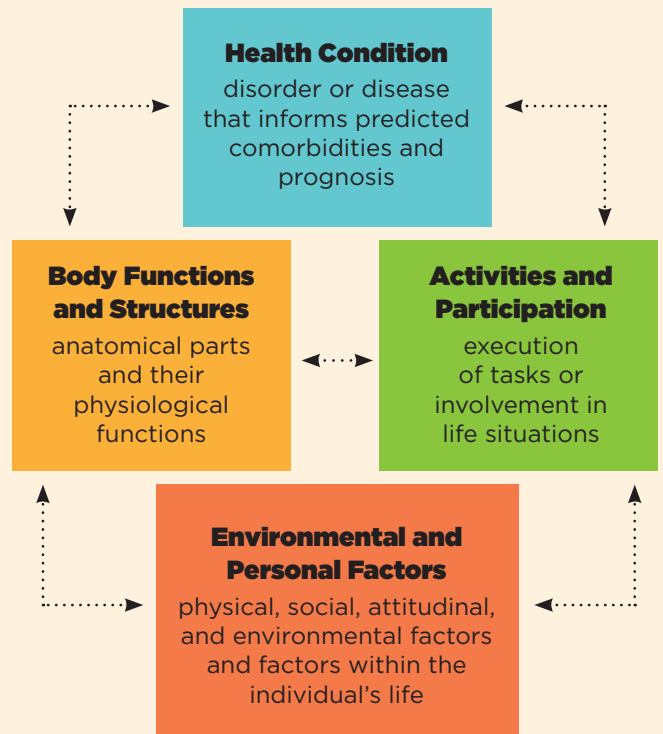 Health Condition
disorder or disease
that informs predicted
comorbidities and
prognosis
Body Functions
and Structures
anatomical parts
and their
physiological
functions
Activities and
Participation
execution
of tasks or
involvement in
life situations
Environmental and
Personal Factors
physical, social, attitudinal,
and environmental factors
and factors within the
individual’s life